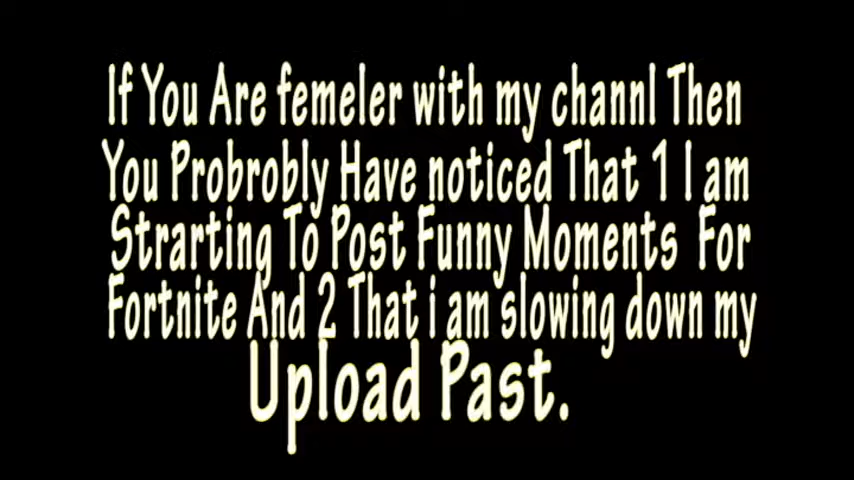 If You Are femeler with my channl Then
You Probrobly Have noticed That 1 I am
Strarting To Post Funny Moments For
Fortnite And 2 That i am slowing down my
Upload Past.